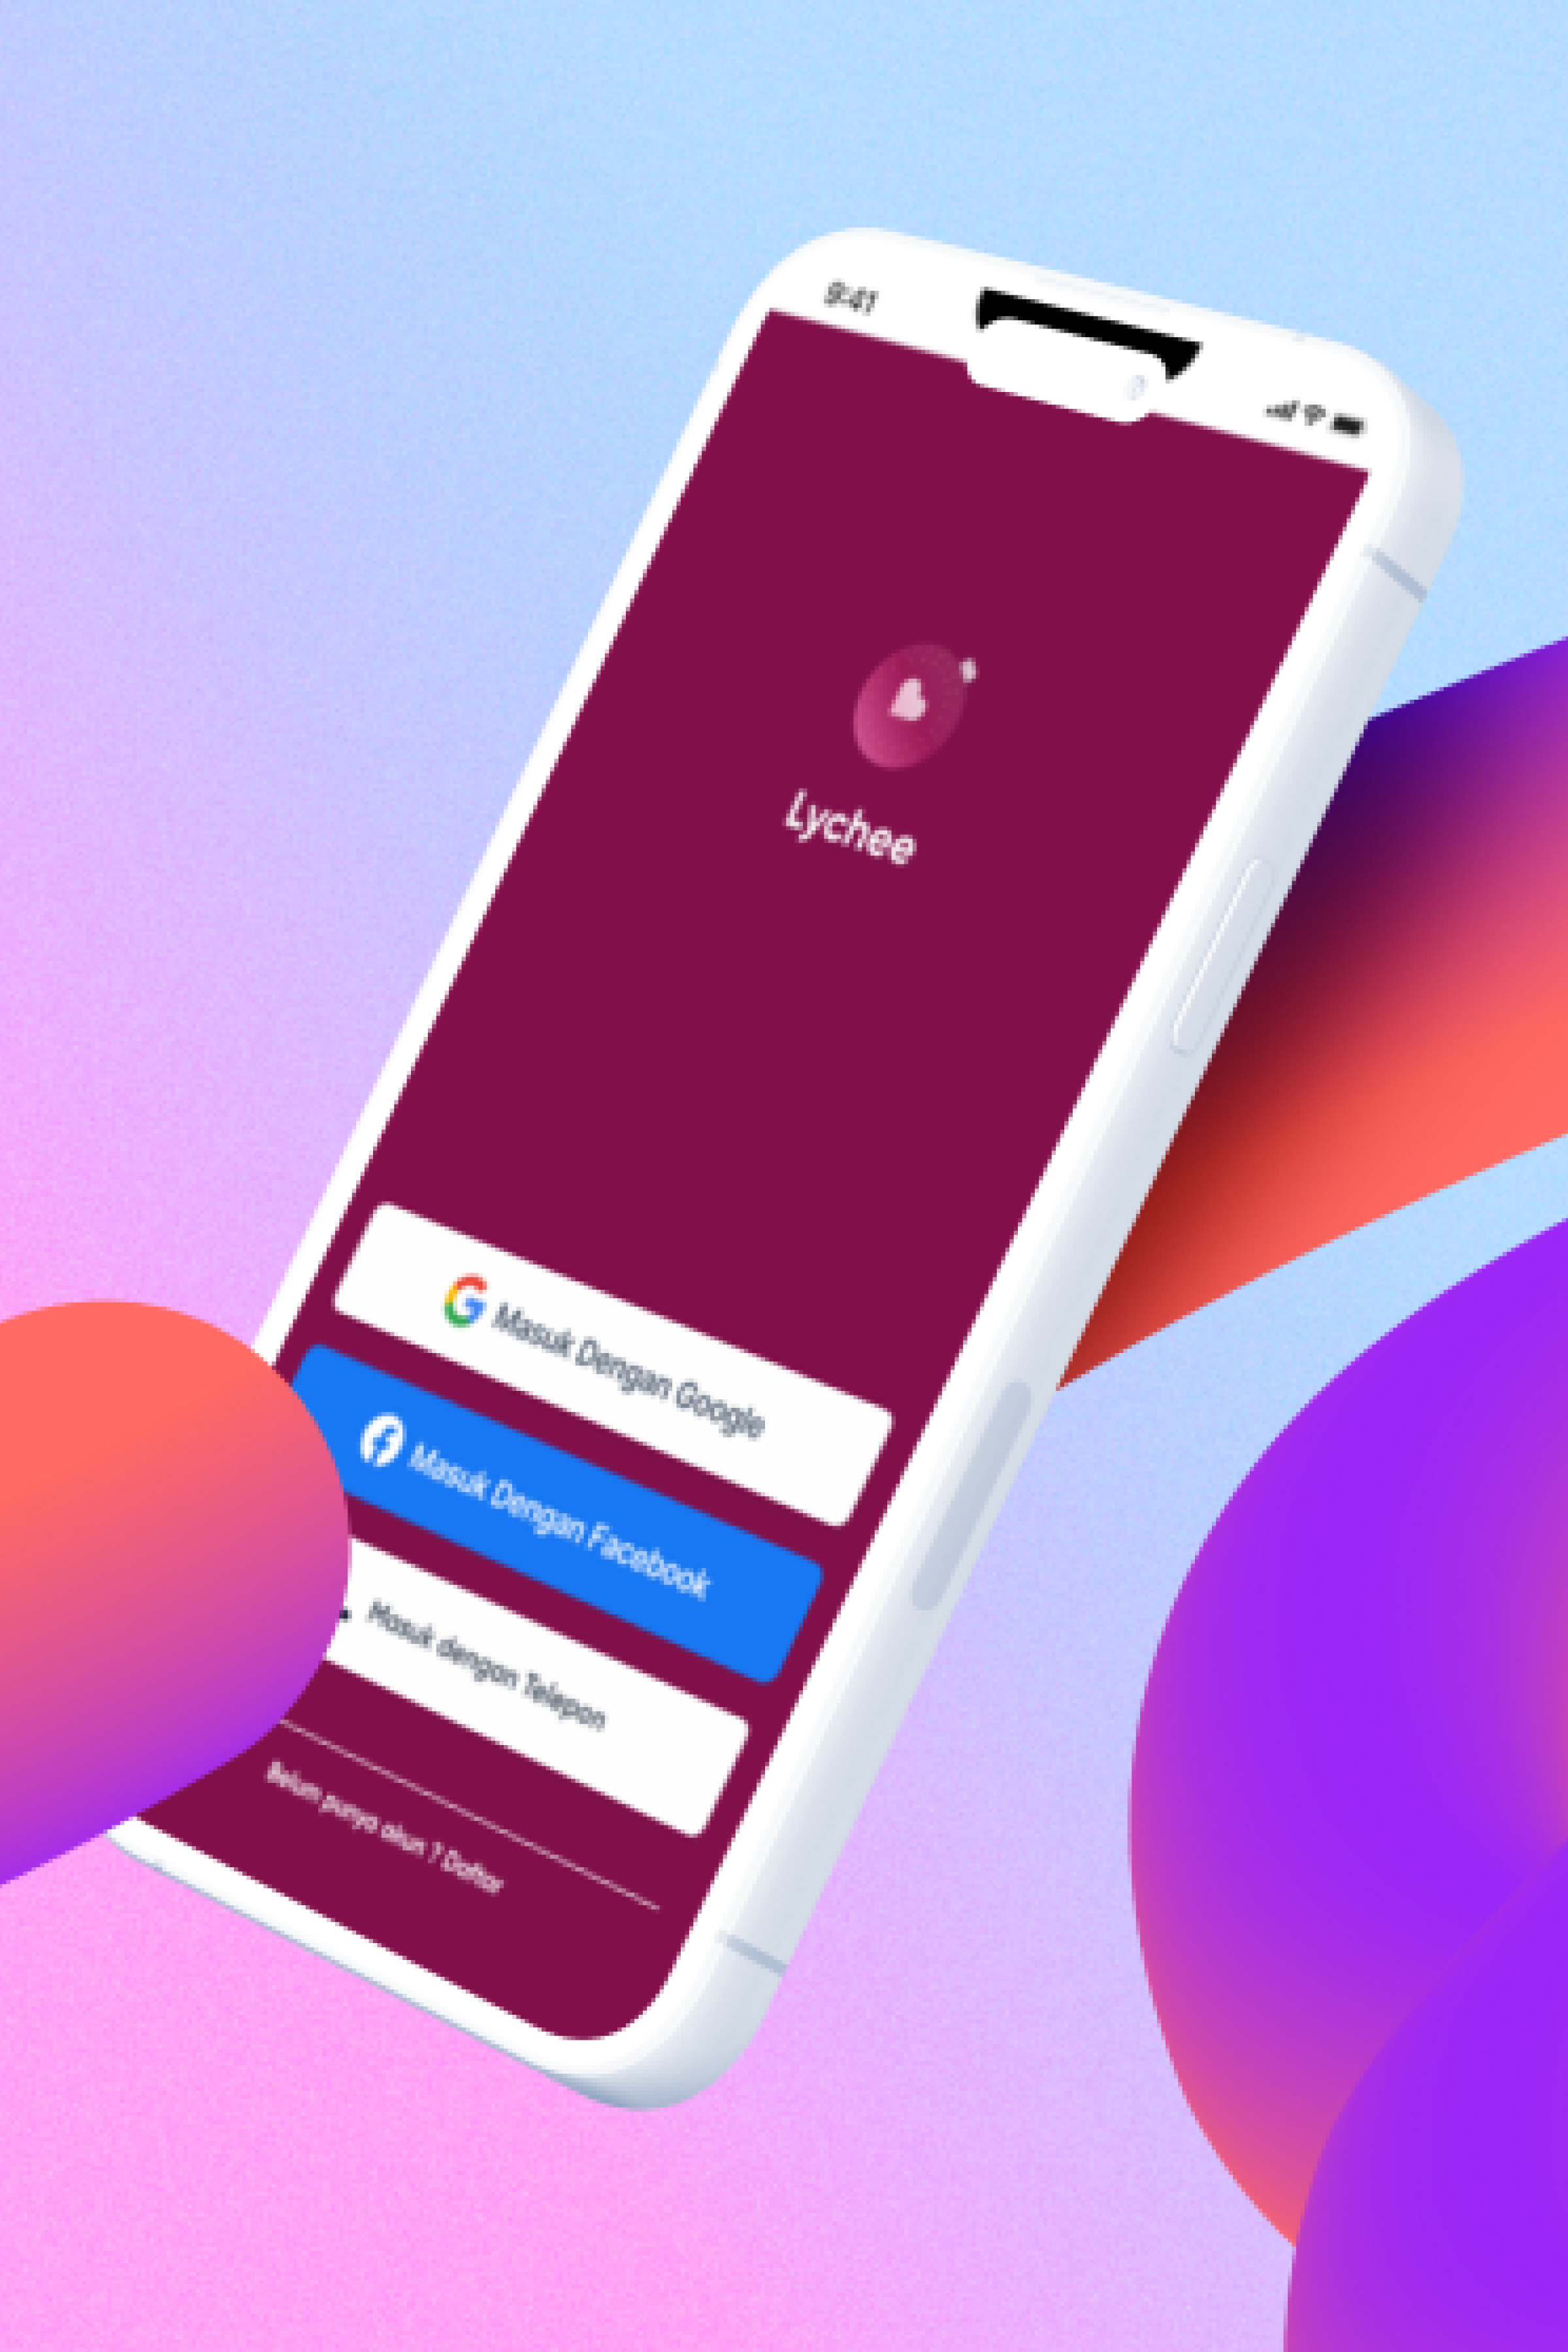 9:41
Lychee
Masuk Dengan Google
Masuk Dengan Facebook
Masuk dengan Telepon
Belum punya akun ? Daftar